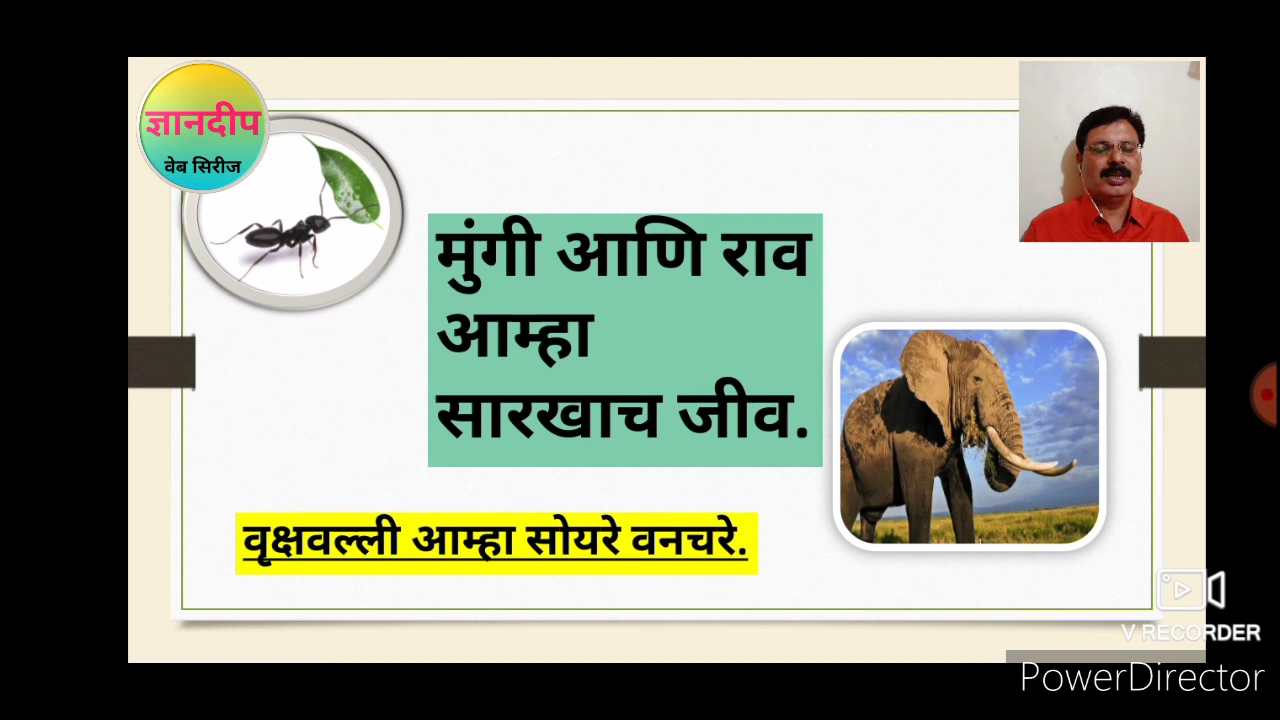 ज्ञानदीप
वेब सिरीज
मुंगी आणि राव
आम्हा
सारखाच जीव.
वृक्षवल्ली आम्हा सोयरे वनचरे.
V RECORDER
PowerDirector